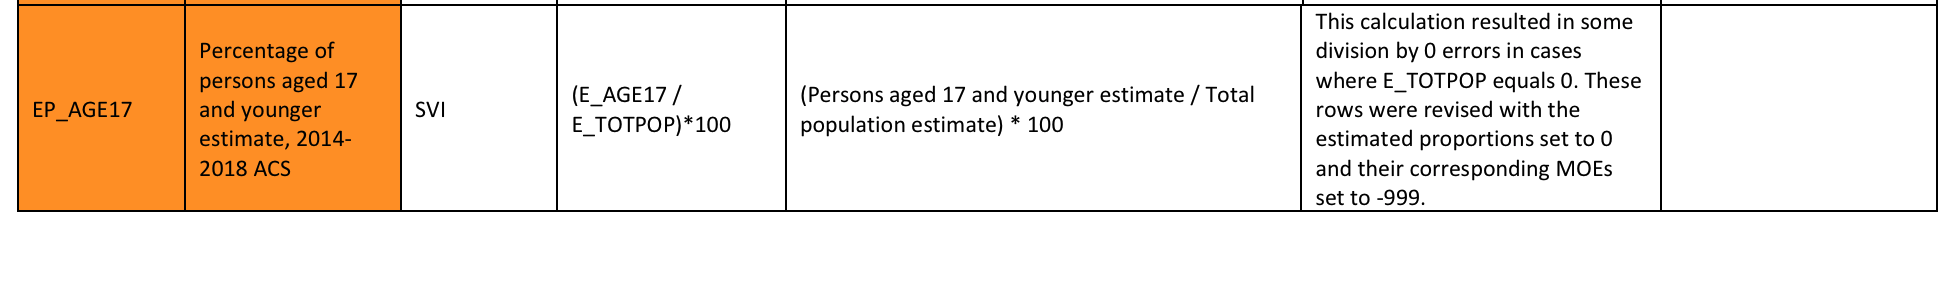 EP_AGE17
Percentage of
persons aged 17
and younger
estimate, 2014-
2018 ACS
SVI
(E_AGE17 /
E_TOTPOP)*100
(Persons aged 17 and younger estimate / Total
population estimate) * 100
This calculation resulted in some
division by 0 errors in cases
where E_TOTPOP equals 0. These
rows were revised with the
estimated proportions set to 0
and their corresponding MOEs
set to -999.